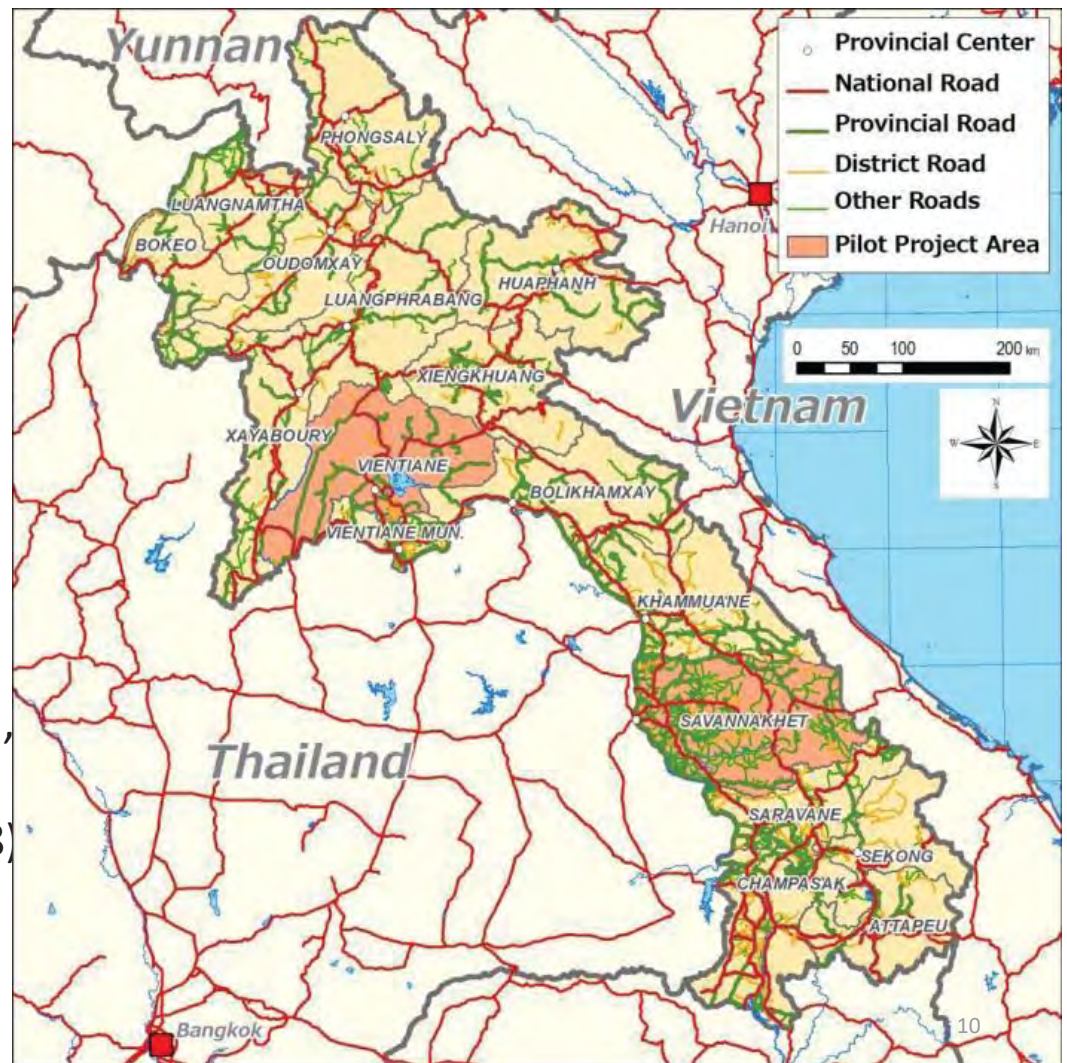 Yunnan
Provincial Center
National Road
Provincial Road
District Road
Other Roads
Pilot Project Area
PHONGSALY
LUANGNAMTHA
Hanoi
BOKEO
OUDOMXAY
HUAPHANH
LUANGPHRABANG
0 50 100 200 km
XIENGKHUANG
Vietnam
N
W E
S
XAYABOURY
VIENTIANE
BOLIKHAMXAY
VIENTIANE MUN.
KHAMMUANE
SAVANNAKHET
,
Thailand
SARAVANE
)
SEKONG
CHAMPASAK
ATTAPEU
10
Bangkok